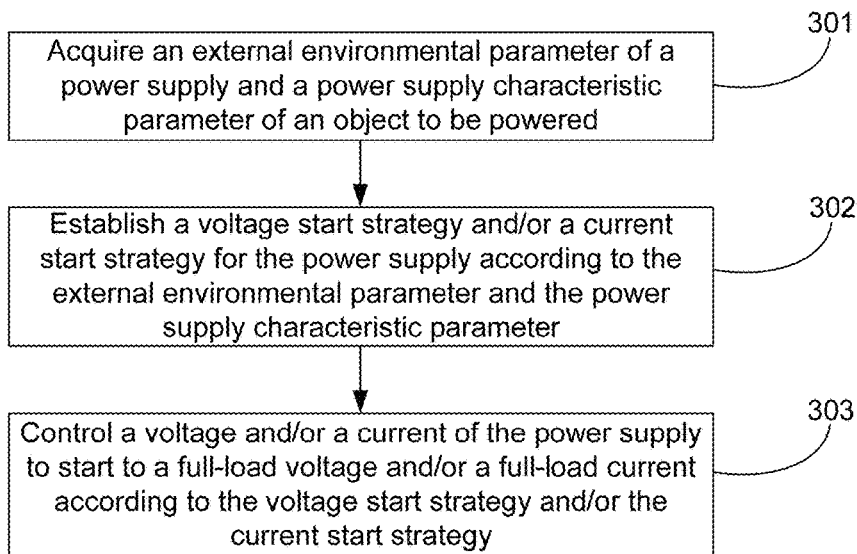 301
Acquire an external environmental parameter of a
power supply and a power supply characteristic
parameter of an object to be powered
302
Establish a voltage start strategy and/or a current
start strategy for the power supply according to the
external environmental parameter and the power
supply characteristic parameter
303
Control a voltage and/or a current of the power supply
to start to a full-load voltage and/or a full-load current
according to the voltage start strategy and/or the
current start strategy